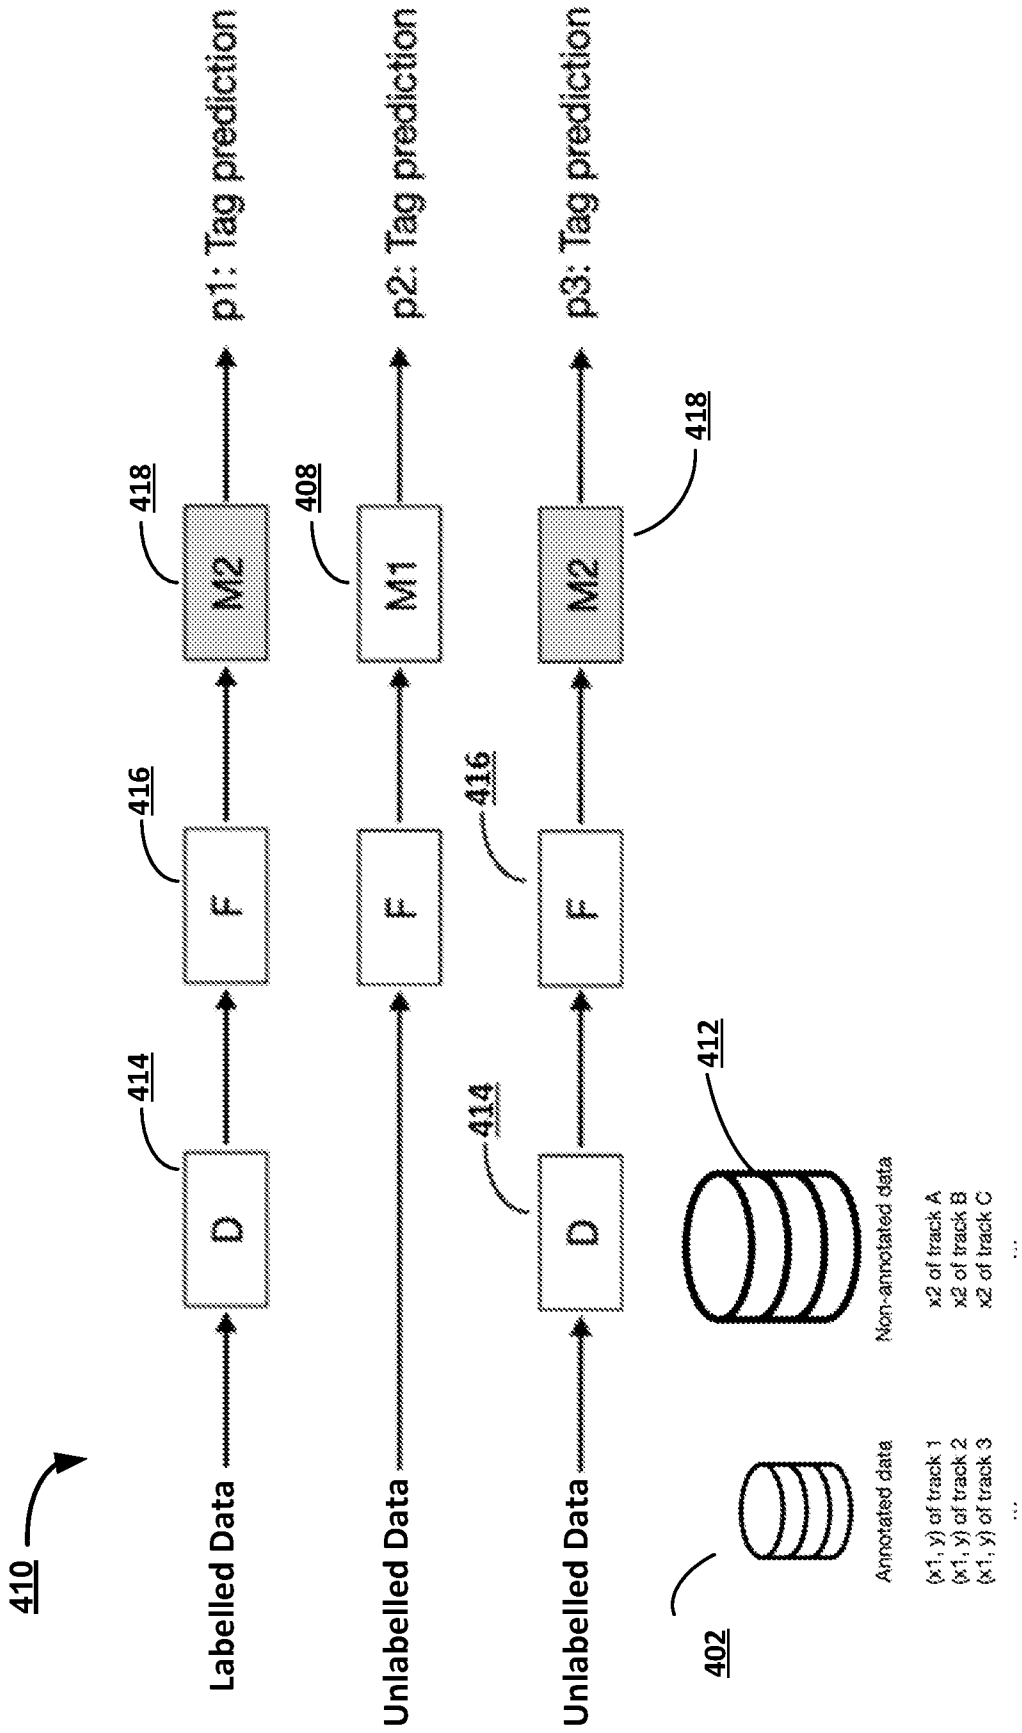 410
414
416
418
Labelled Data
D
F
M2
p1: Tag prediction
408
Unlabelled Data
F
M1
p2: Tag prediction
414
416
Unlabelled Data
D
F
M2
p3: Tag prediction
418
402
412
Annotated data
Non-annotated data
(x1, y) of track 1
x2 of track A
(x1, y) of track 2
x2 of track B
(x1, y) of track 3
x2 of track C
...
...